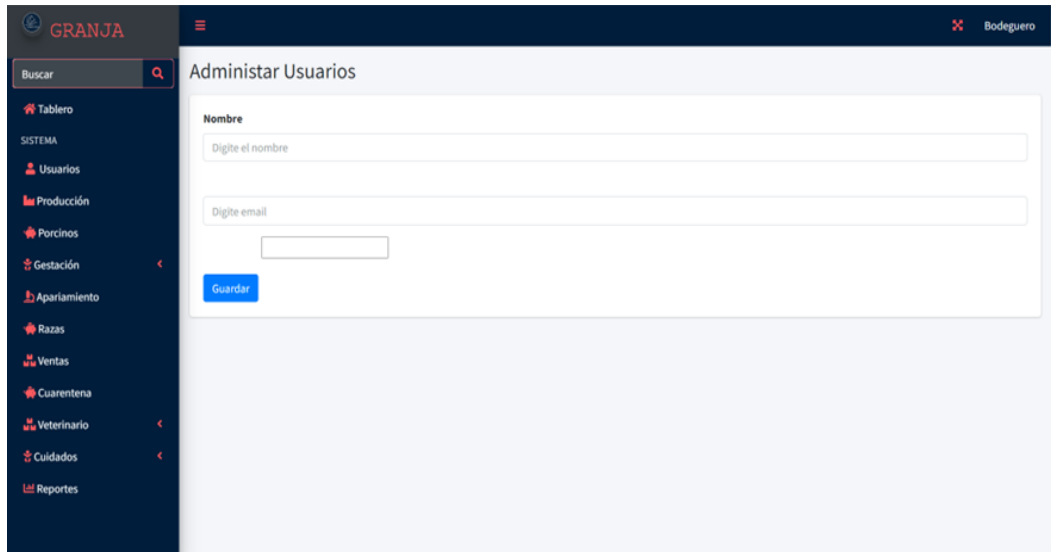 GRANJA
Bodeguero
Buscar
Administar Usuarios
Tablero
SISTEMA
Usuarios
Producción
Porcinos
Gestación
Apariamiento
Razas
Ventas
Cuarentena
Veterinario
Cuidados
Reportes
Nombre
Digite el nombre
Digite email
Guardar